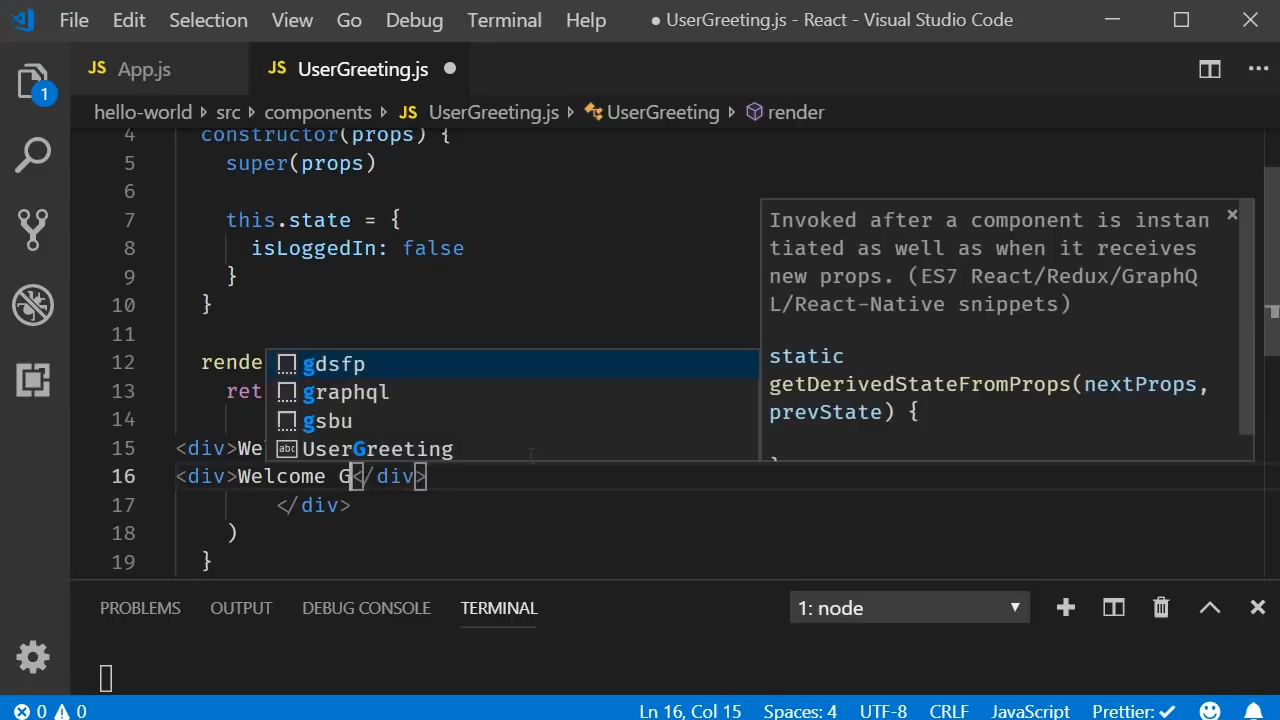 File Edit Selection View Go Debug Terminal Help ● UserGreeting.js - React - Visual Studio Code
JS App.js JS UserGreeting.js
1
hello-world src components JS UserGreeting.js UserGreeting render
4 constructor(props) {
5 super(props)
6
7 this.state = {
8 isLoggedIn: false
9 }
10 }
11
12 rende
13 ret
14
15 <div>We
16 <div>Welcome G</div>
17 </div>
18 )
19 }
gdsfp
graphql
gsbu
abc UserGreeting
Invoked after a component is instan
tiated as well as when it receives
new props. (ES7 React/Redux/GraphQ
L/React-Native snippets)
static
getDerivedStateFromProps(nextProps,
prevState) {
PROBLEMS OUTPUT DEBUG CONSOLE TERMINAL 1: node
0 0 Ln 16, Col 15 Spaces: 4 UTF-8 CRLF JavaScript Prettier: ✓